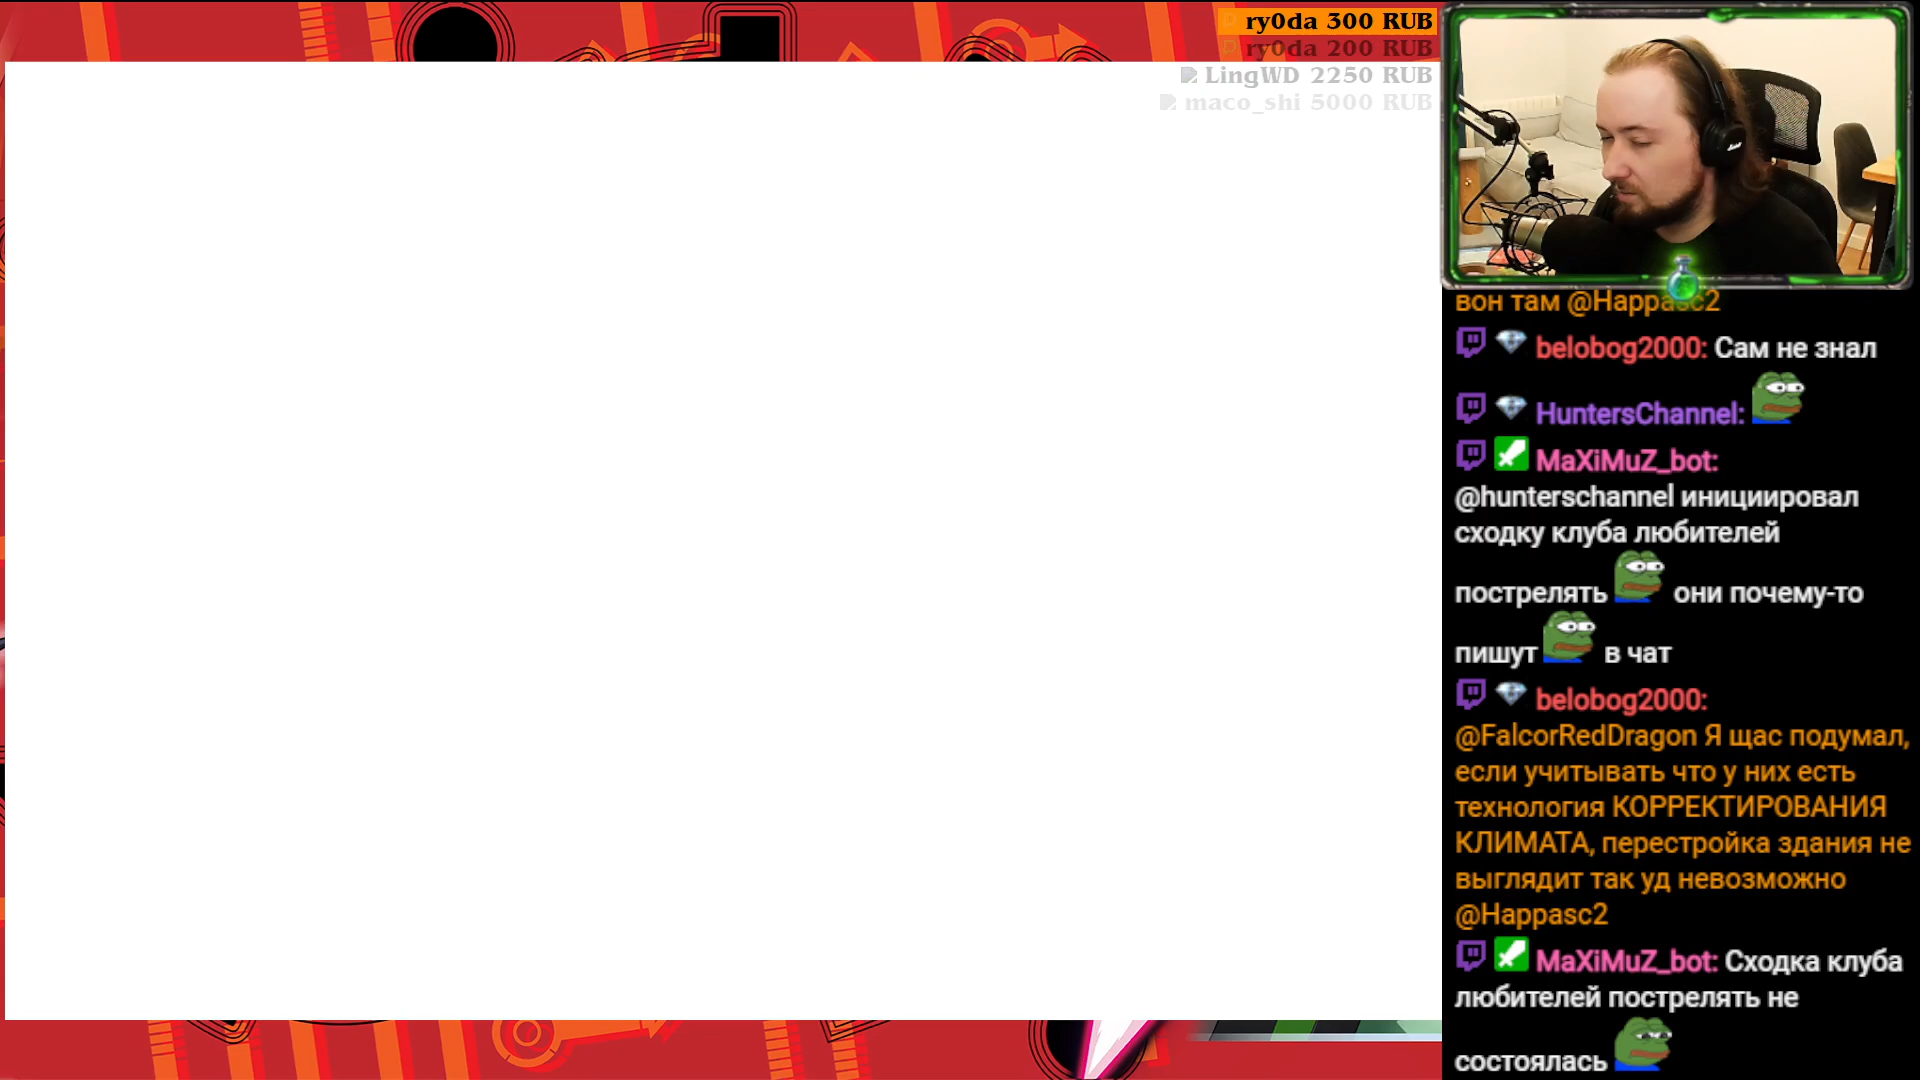 ry0da 300 RUB
ry0da 200 RUB
LingWD 2250 RUB
maco_shi 5000 RUB
вон там @Happasc2
belobog2000: Сам не знал
HuntersChannel:
MaXiMuZ_bot:
@hunterschannel инициировал
сходку клуба любителей
пострелять они почему-то
пишут в чат
belobog2000:
@FalcorRedDragon Я щас подумал,
если учитывать что у них есть
технология КОРРЕКТИРОВАНИЯ
КЛИМАТА, перестройка здания не
выглядит так уд невозможно
@Happasc2
MaXiMuZ_bot: Сходка клуба
любителей пострелять не
состоялась